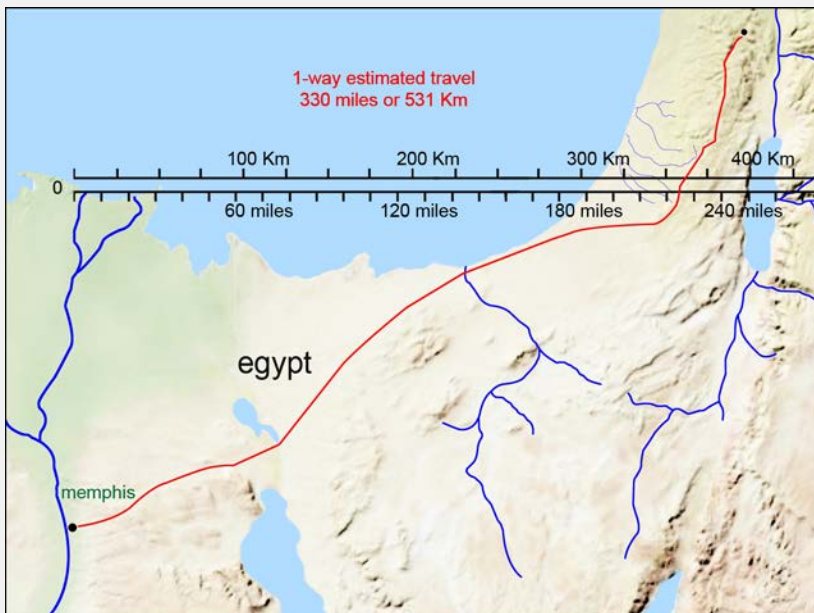 1-way estimated travel
330 miles or 531 Km
100 Km 200 Km 300 Km 400 Km
0
60 miles 120 miles 180 miles 240 miles
egypt
memphis